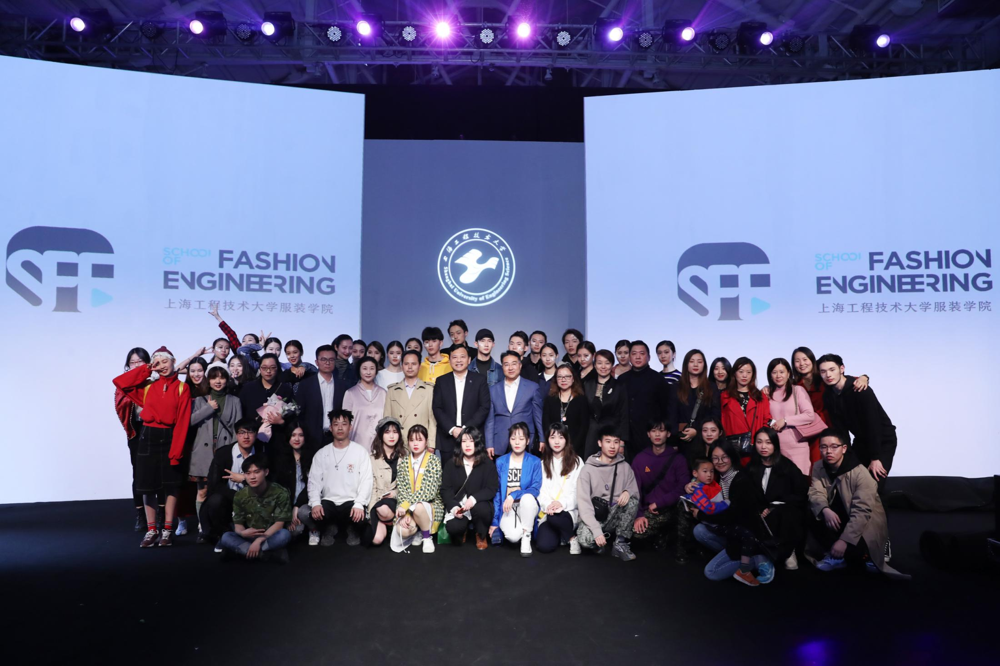 SCHOOL
OF
FASHION
ENGINEERING
上海工程技术大学服装学院
SFE
上海工程技术大学
Shanghai University of Engineering Science
SFE
SCHOOL
OF
FASHION
ENGINEERING
上海工程技术大学服装学院
SCH